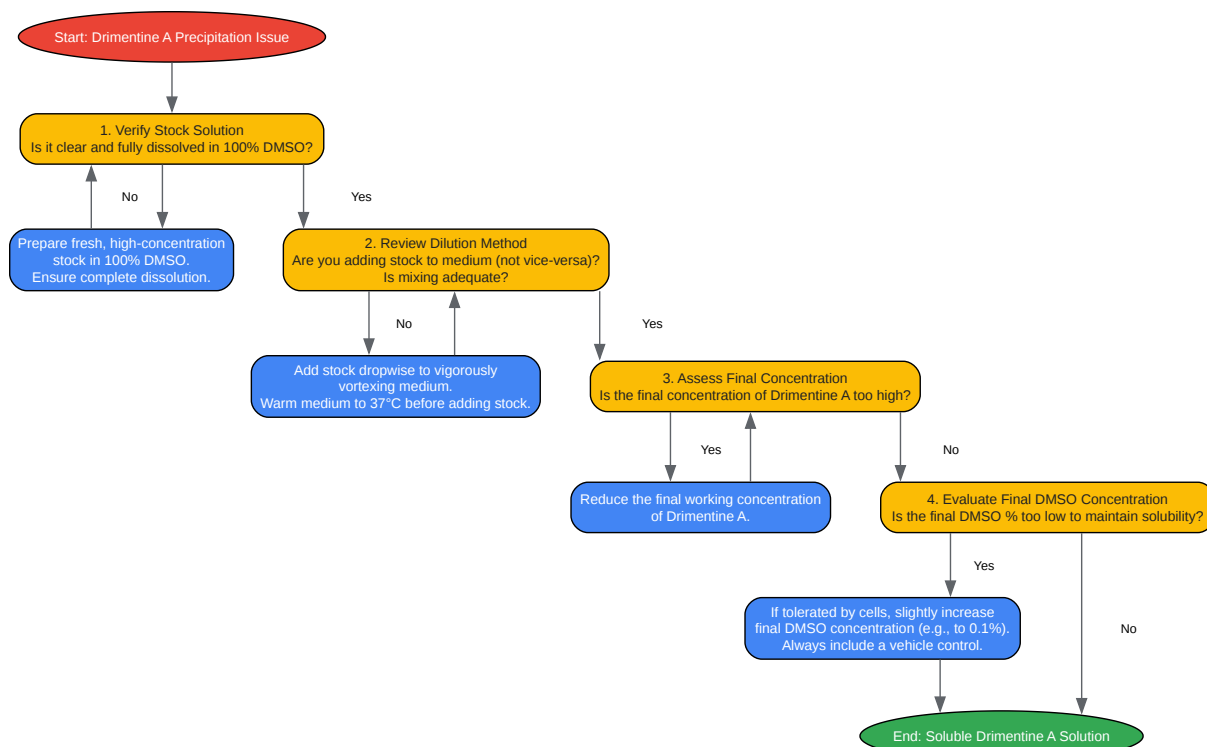 Start: Drimentine A Precipitation Issue
1. Verify Stock Solution
Is it clear and fully dissolved in 100% DMSO?
No
Yes
Prepare fresh, high-concentration
stock in 100% DMSO.
Ensure complete dissolution.
2. Review Dilution Method
Are you adding stock to medium (not vice-versa)?
Is mixing adequate?
No
Yes
Add stock dropwise to vigorously
vortexing medium.
Warm medium to 37°C before adding stock.
3. Assess Final Concentration
Is the final concentration of Drimentine A too high?
Yes
No
Reduce the final working concentration
of Drimentine A.
4. Evaluate Final DMSO Concentration
Is the final DMSO % too low to maintain solubility?
Yes
No
If tolerated by cells, slightly increase
final DMSO concentration (e.g., to 0.1%).
Always include a vehicle control.
End: Soluble Drimentine A Solution